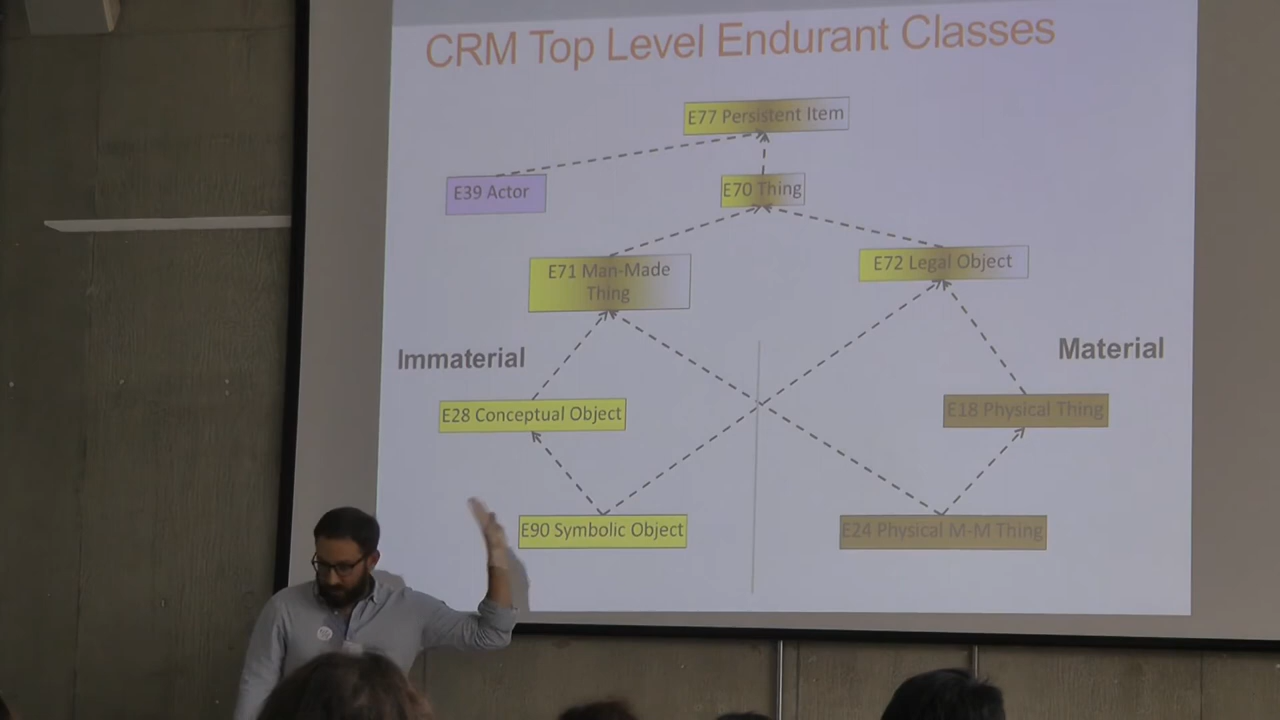 CRM Top Level Endurant Classes
E77 Persistent Item
E39 Actor
E70 Thing
E71 Man-Made
Thing
E72 Legal Object
Immaterial
Material
E28 Conceptual Object
E18 Physical Thing
E90 Symbolic Object
E24 Physical M-M Thing